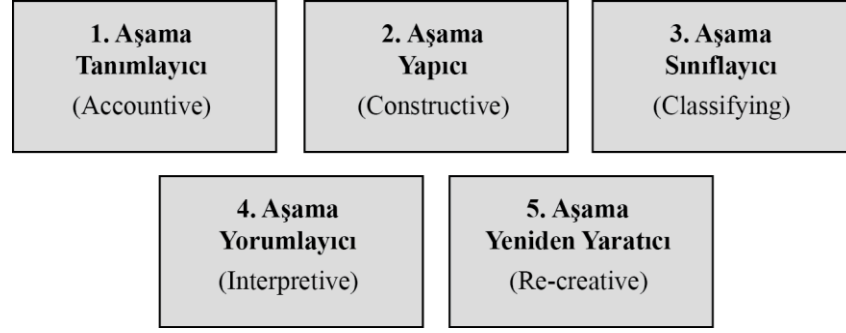 1. Aşama
Tanımlayıcı
(Accountive)
2. Aşama
Yapıcı
(Constructive)
3. Aşama
Sınıflayıcı
(Classifying)
4. Aşama
Yorumlayıcı
(Interpretive)
5. Aşama
Yeniden Yaratıcı
(Re-creative)